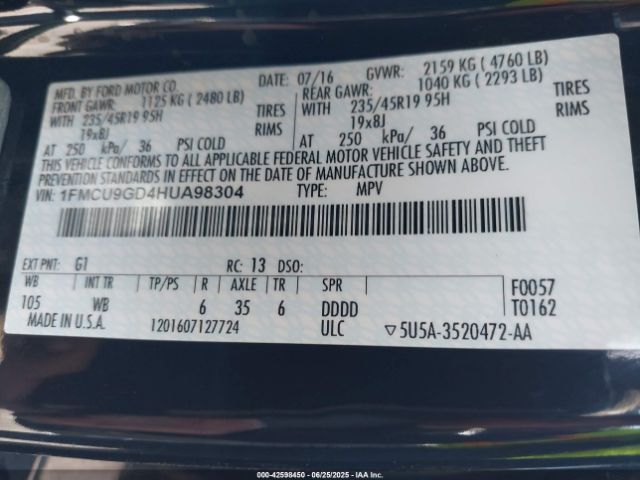 MFD. BY FORD MOTOR CO. DATE: 07/16 GVWR: 2159 KG ( 4760 LB)
FRONT GAWR: 1125 KG ( 2480 LB) REAR GAWR: 1040 KG ( 2293 LB)
WITH 235/45R19 95H TIRES WITH 235/45R19 95H TIRES
19x8J RIMS 19x8J RIMS
AT 250 kPa/ 36 PSI COLD AT 250 kPa/ 36 PSI COLD
THIS VEHICLE CONFORMS TO ALL APPLICABLE FEDERAL MOTOR VEHICLE SAFETY AND THEFT
PREVENTION STANDARDS IN EFFECT ON THE DATE OF MANUFACTURE SHOWN ABOVE.
VIN: 1FMCU9GD4HUA98304 TYPE: MPV
EXT PNT: G1 RC: 13 DSO:
WB INT TR TP/PS R AXLE TR SPR F0057
105 WB 6 35 6 DDDD T0162
MADE IN U.S.A. 1201607127724 ULC ▽5U5A-3520472-AA
000-42598450 - 06/25/2025 - IAA Inc.